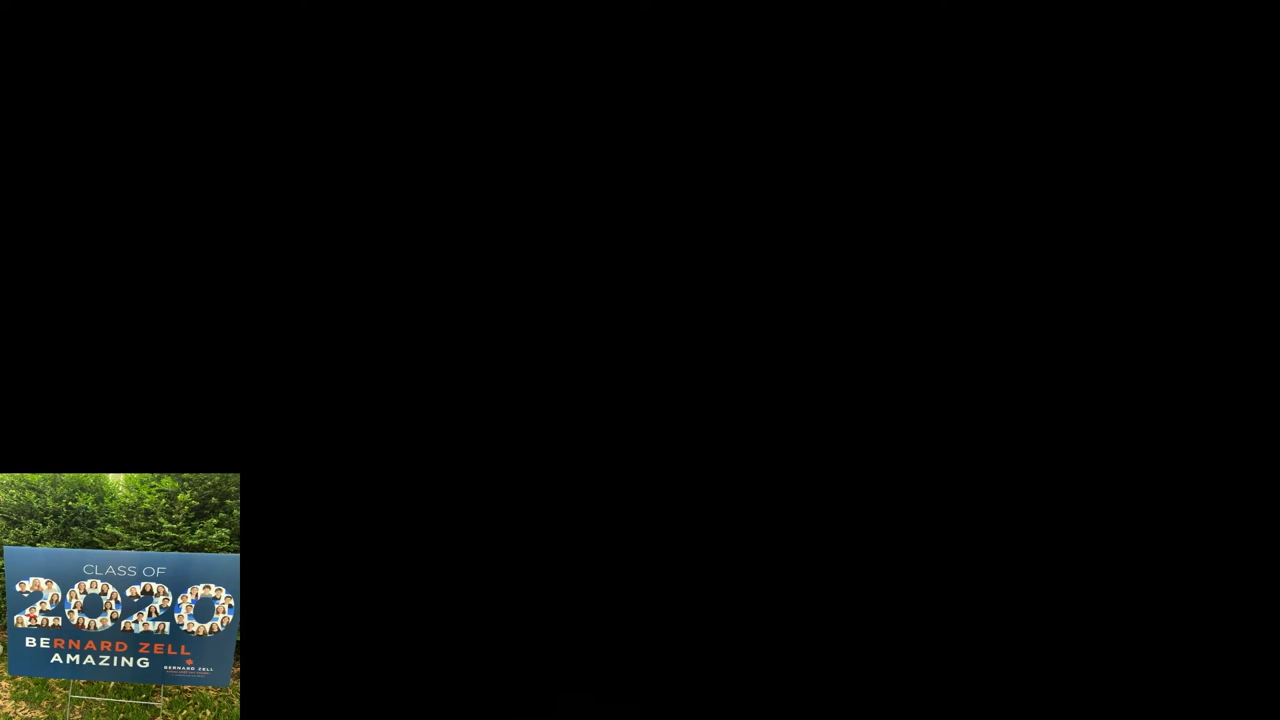 CLASS OF
2020
BERNARD ZELL
AMAZING
BERNARD ZELL